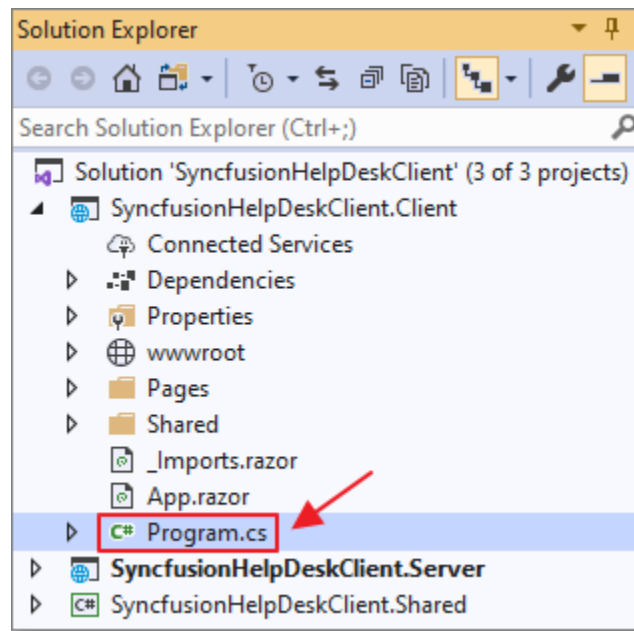 Solution Explorer
Search Solution Explorer (Ctrl+;)
Solution 'SyncfusionHelpDeskClient' (3 of 3 projects)
SyncfusionHelpDeskClient.Client
Connected Services
Dependencies
Properties
wwwroot
Pages
Shared
_Imports.razor
App.razor
C# Program.cs
SyncfusionHelpDeskClient.Server
C# SyncfusionHelpDeskClient.Shared